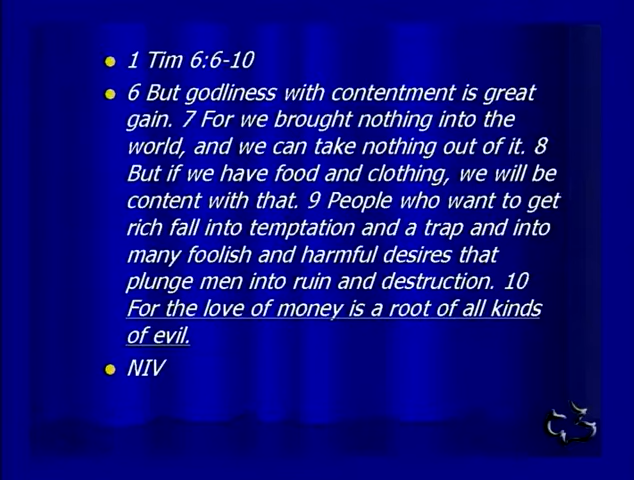 1 Tim 6:6-10
6 But godliness with contentment is great
gain. 7 For we brought nothing into the
world, and we can take nothing out of it. 8
But if we have food and clothing, we will be
content with that. 9 People who want to get
rich fall into temptation and a trap and into
many foolish and harmful desires that
plunge men into ruin and destruction. 10
For the love of money is a root of all kinds
of evil.
NIV